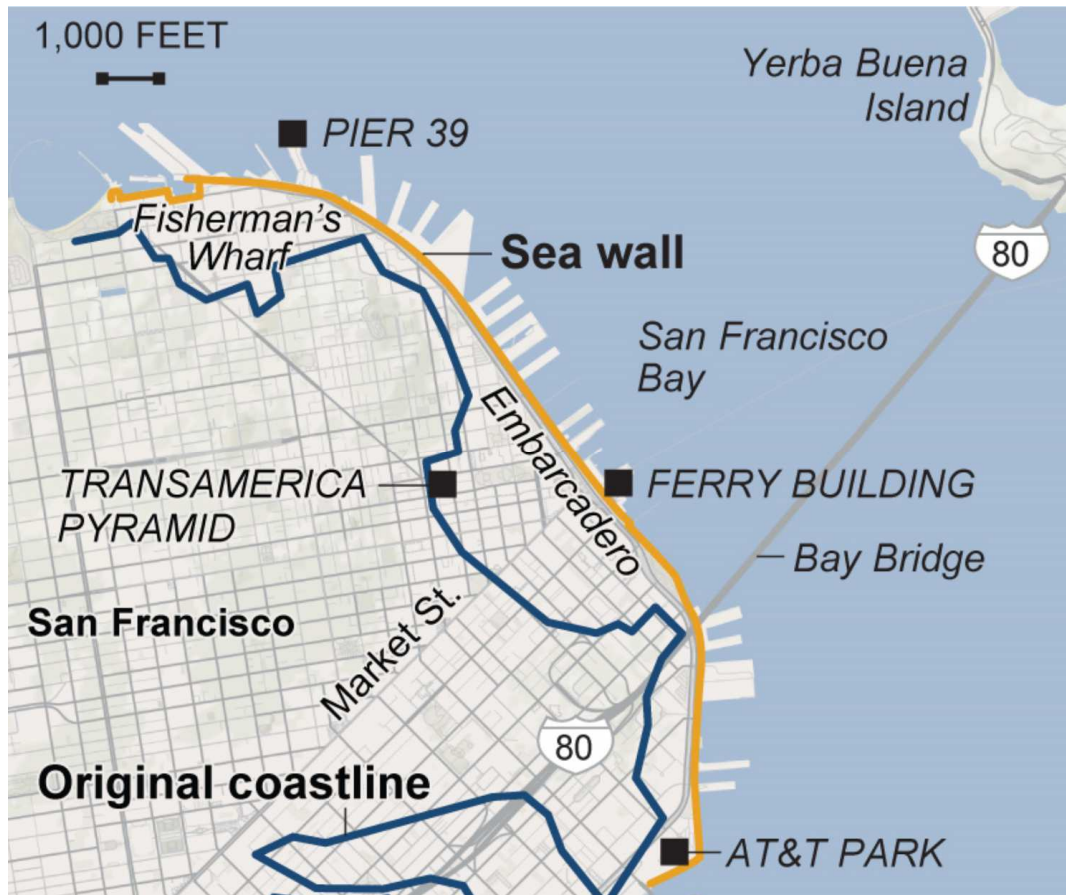 1,000 FEET
Yerba Buena
Island
PIER 39
Fisherman's
Wharf
Sea wall
80
San Francisco
Bay
Embarcadero
TRANSAMERICA
PYRAMID
FERRY BUILDING
Bay Bridge
San Francisco
Market St.
80
Original coastline
AT&T PARK